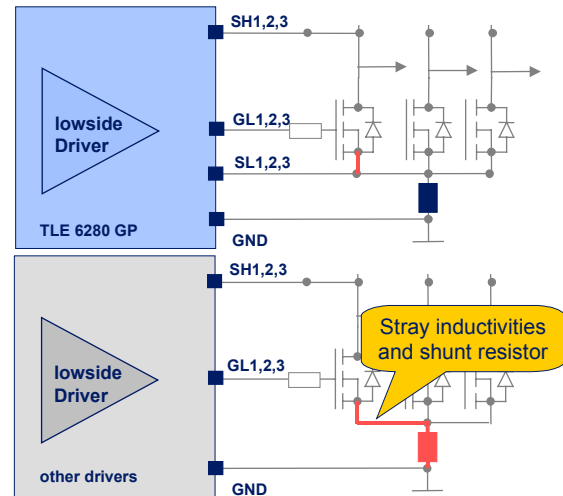 SH1,2,3
lowside
Driver
GL1,2,3
SL1,2,3
TLE 6280 GP
GND
SH1,2,3
Stray inductivities
and shunt resistor
lowside
Driver
GL1,2,3
other drivers
GND